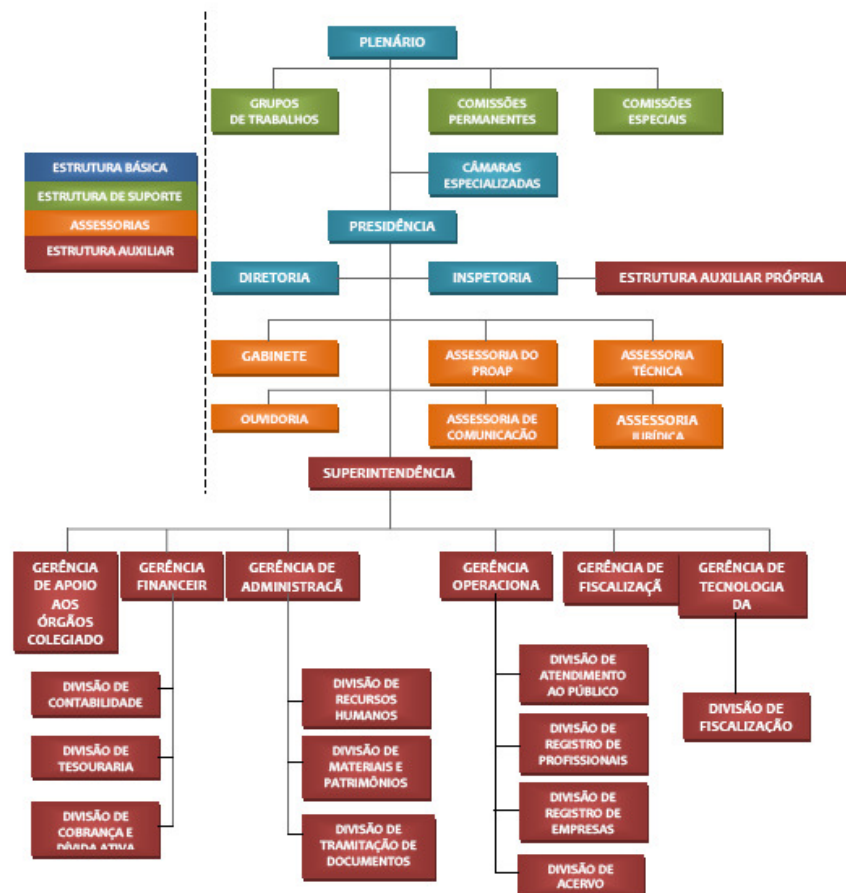 PLENÁRIO
GRUPOS
DE TRABALHOS
COMISSÕES
PERMANENTES
COMISSÕES
ESPECIAIS
CÂMARAS
ESPECIALIZADAS
ESTRUTURA BÁSICA
ESTRUTURA DE SUPORTE
ASSESSORIAS
ESTRUTURA AUXILIAR
PRESIDÊNCIA
DIRETORIA
INSPETORIA
ESTRUTURA AUXILIAR PRÓPRIA
GABINETE
ASSESSORIA DO
PROAP
ASSESSORIA
TÉCNICA
OUVIDORIA
ASSESSORIA DE
COMUNICAÇÃO
ASSESSORIA
JURÍDICA
SUPERINTENDÊNCIA
GERÊNCIA
DE APOIO
AOS
ÓRGÃOS
COLEGIADO
GERÊNCIA
FINANCEIR
GERÊNCIA DE
ADMINISTRACÃ
GERÊNCIA
OPERACIONA
GERÊNCIA DE
FISCALIZAÇÃ
GERÊNCIA DE
TECNOLOGIA
DA
DIVISÃO DE
CONTABILIDADE
DIVISÃO DE
TESOURARIA
DIVISÃO DE
COBRANÇA E
DÍVIDA ATIVA
DIVISÃO DE
RECURSOS
HUMANOS
DIVISÃO DE
MATERIAIS E
PATRIMÔNIOS
DIVISÃO DE
TRAMITAÇÃO DE
DOCUMENTOS
DIVISÃO DE
ATENDIMENTO
AO PÚBLICO
DIVISÃO DE
REGISTRO DE
PROFISSIONAIS
DIVISÃO DE
REGISTRO DE
EMPRESAS
DIVISÃO DE
ACERVO
DIVISÃO DE
FISCALIZAÇÃO